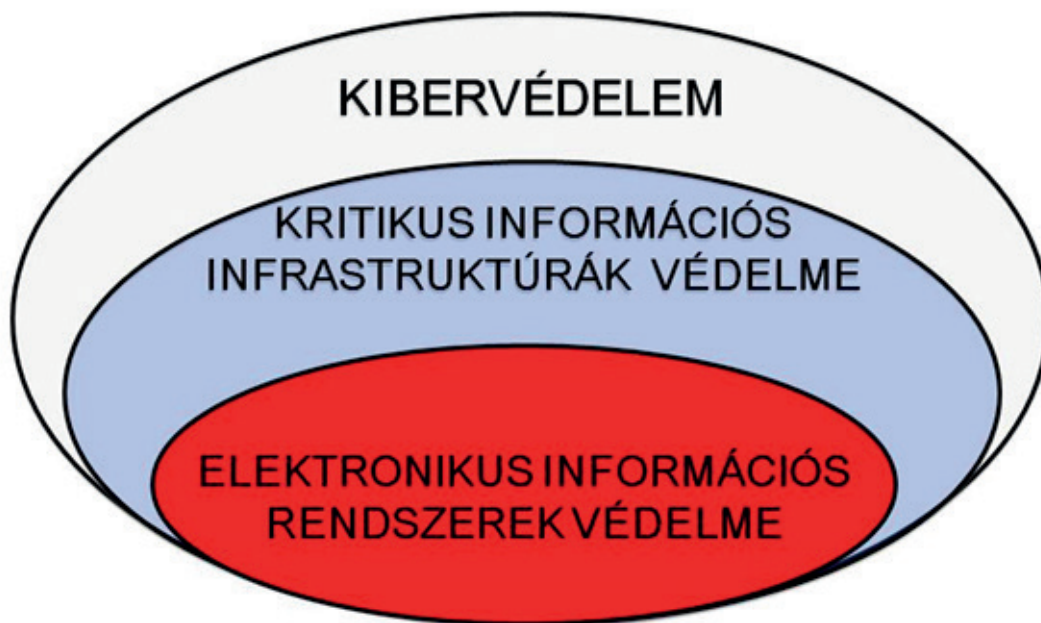 KIBERVÉDELEM
KRITIKUS INFORMÁCIÓS
INFRASTRUKTÚRÁK VÉDELME
ELEKTRONIKUS INFORMÁCIÓS
RENDSZEREK VÉDELME